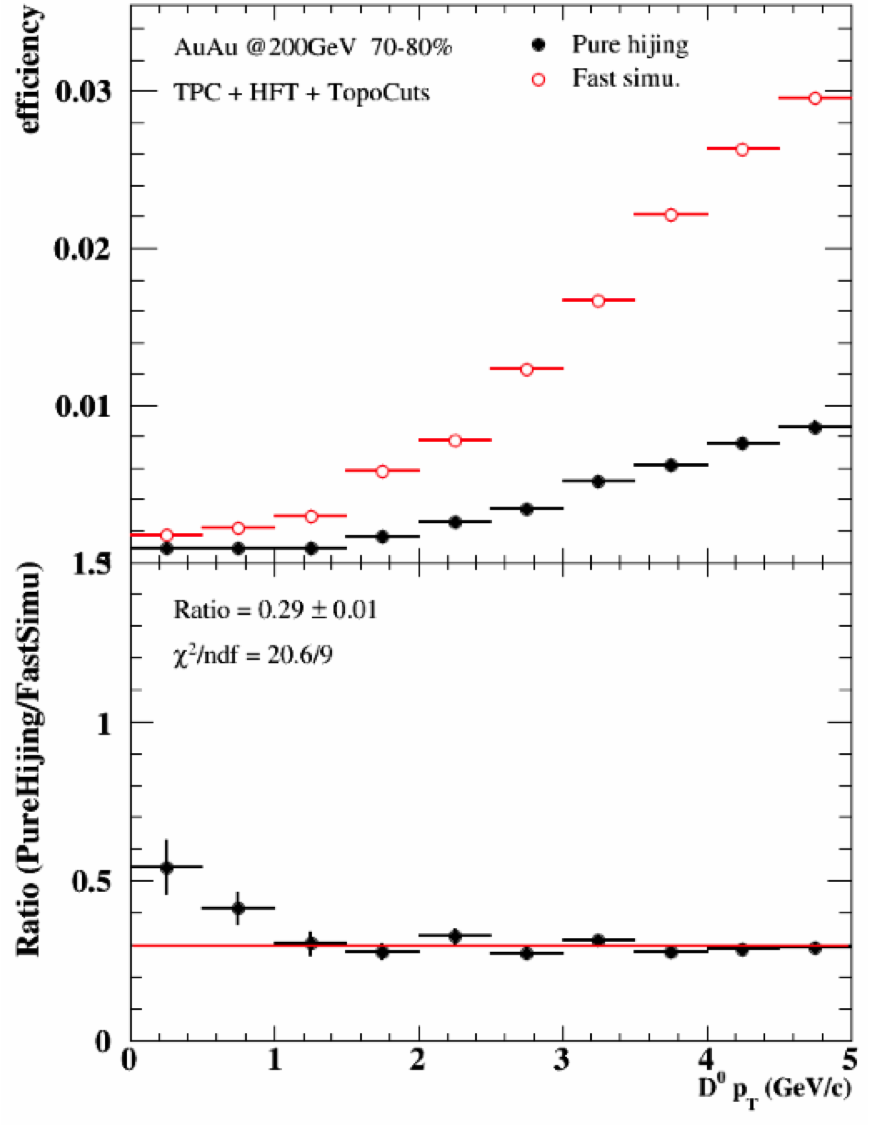 efficiency
AuAu @200GeV 70-80%
TPC + HFT + TopoCuts
Pure hijing
Fast simu.
0.03
0.02
0.01
1.5
Ratio = 0.29 ± 0.01
χ²/ndf = 20.6/9
Ratio (PureHijing/FastSimu)
1
0.5
0
0 1 2 3 4 5
D⁰ p_T (GeV/c)